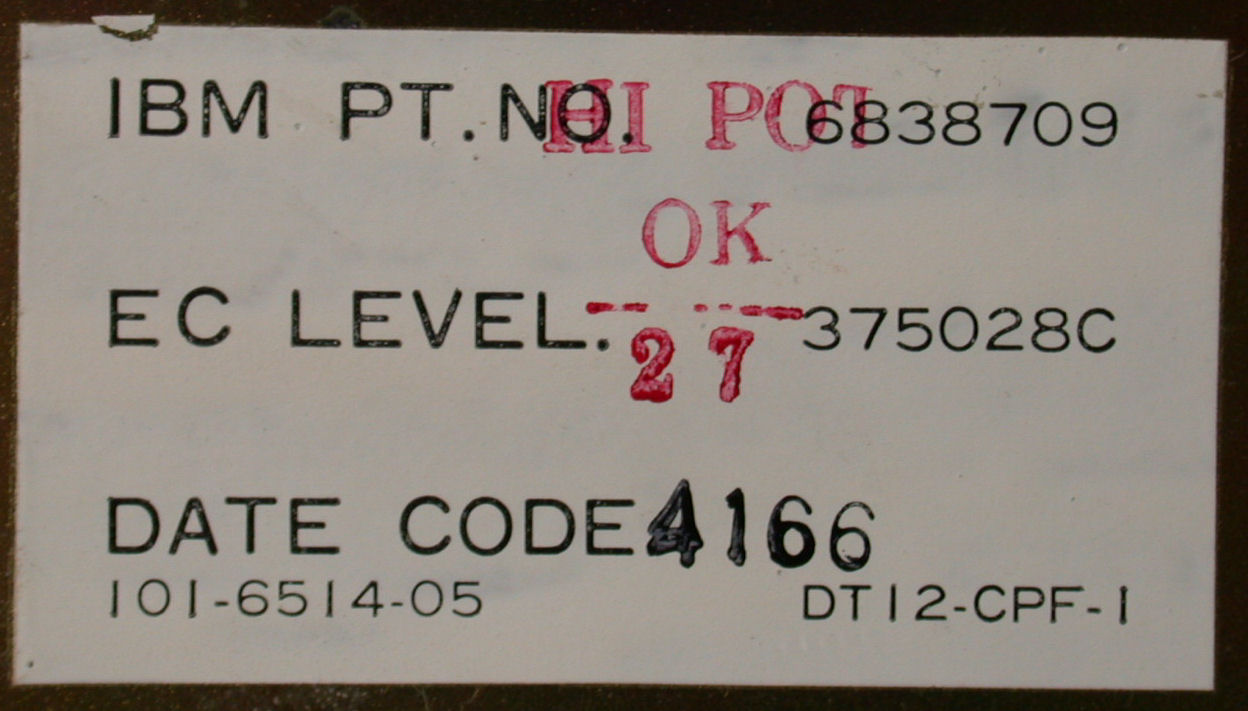 IBM PT. NO. HI POT 6838709
OK
EC LEVEL. 375028C
27
DATE CODE 4166
101-6514-05 DT12-CPF-1